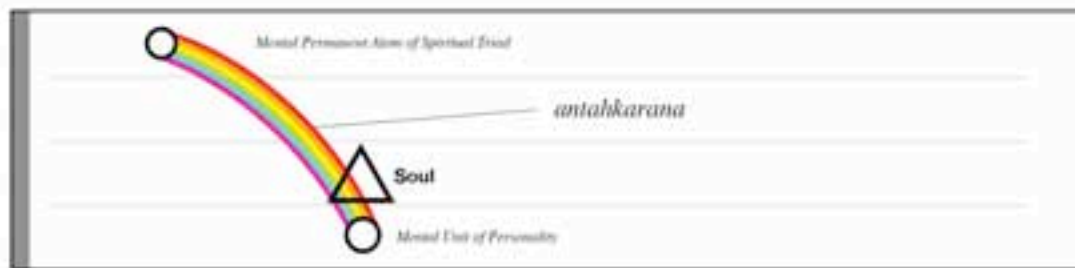 Mental Permanent Atom of Spiritual Triad
antahkarana
Soul
Mental Unit of Personality